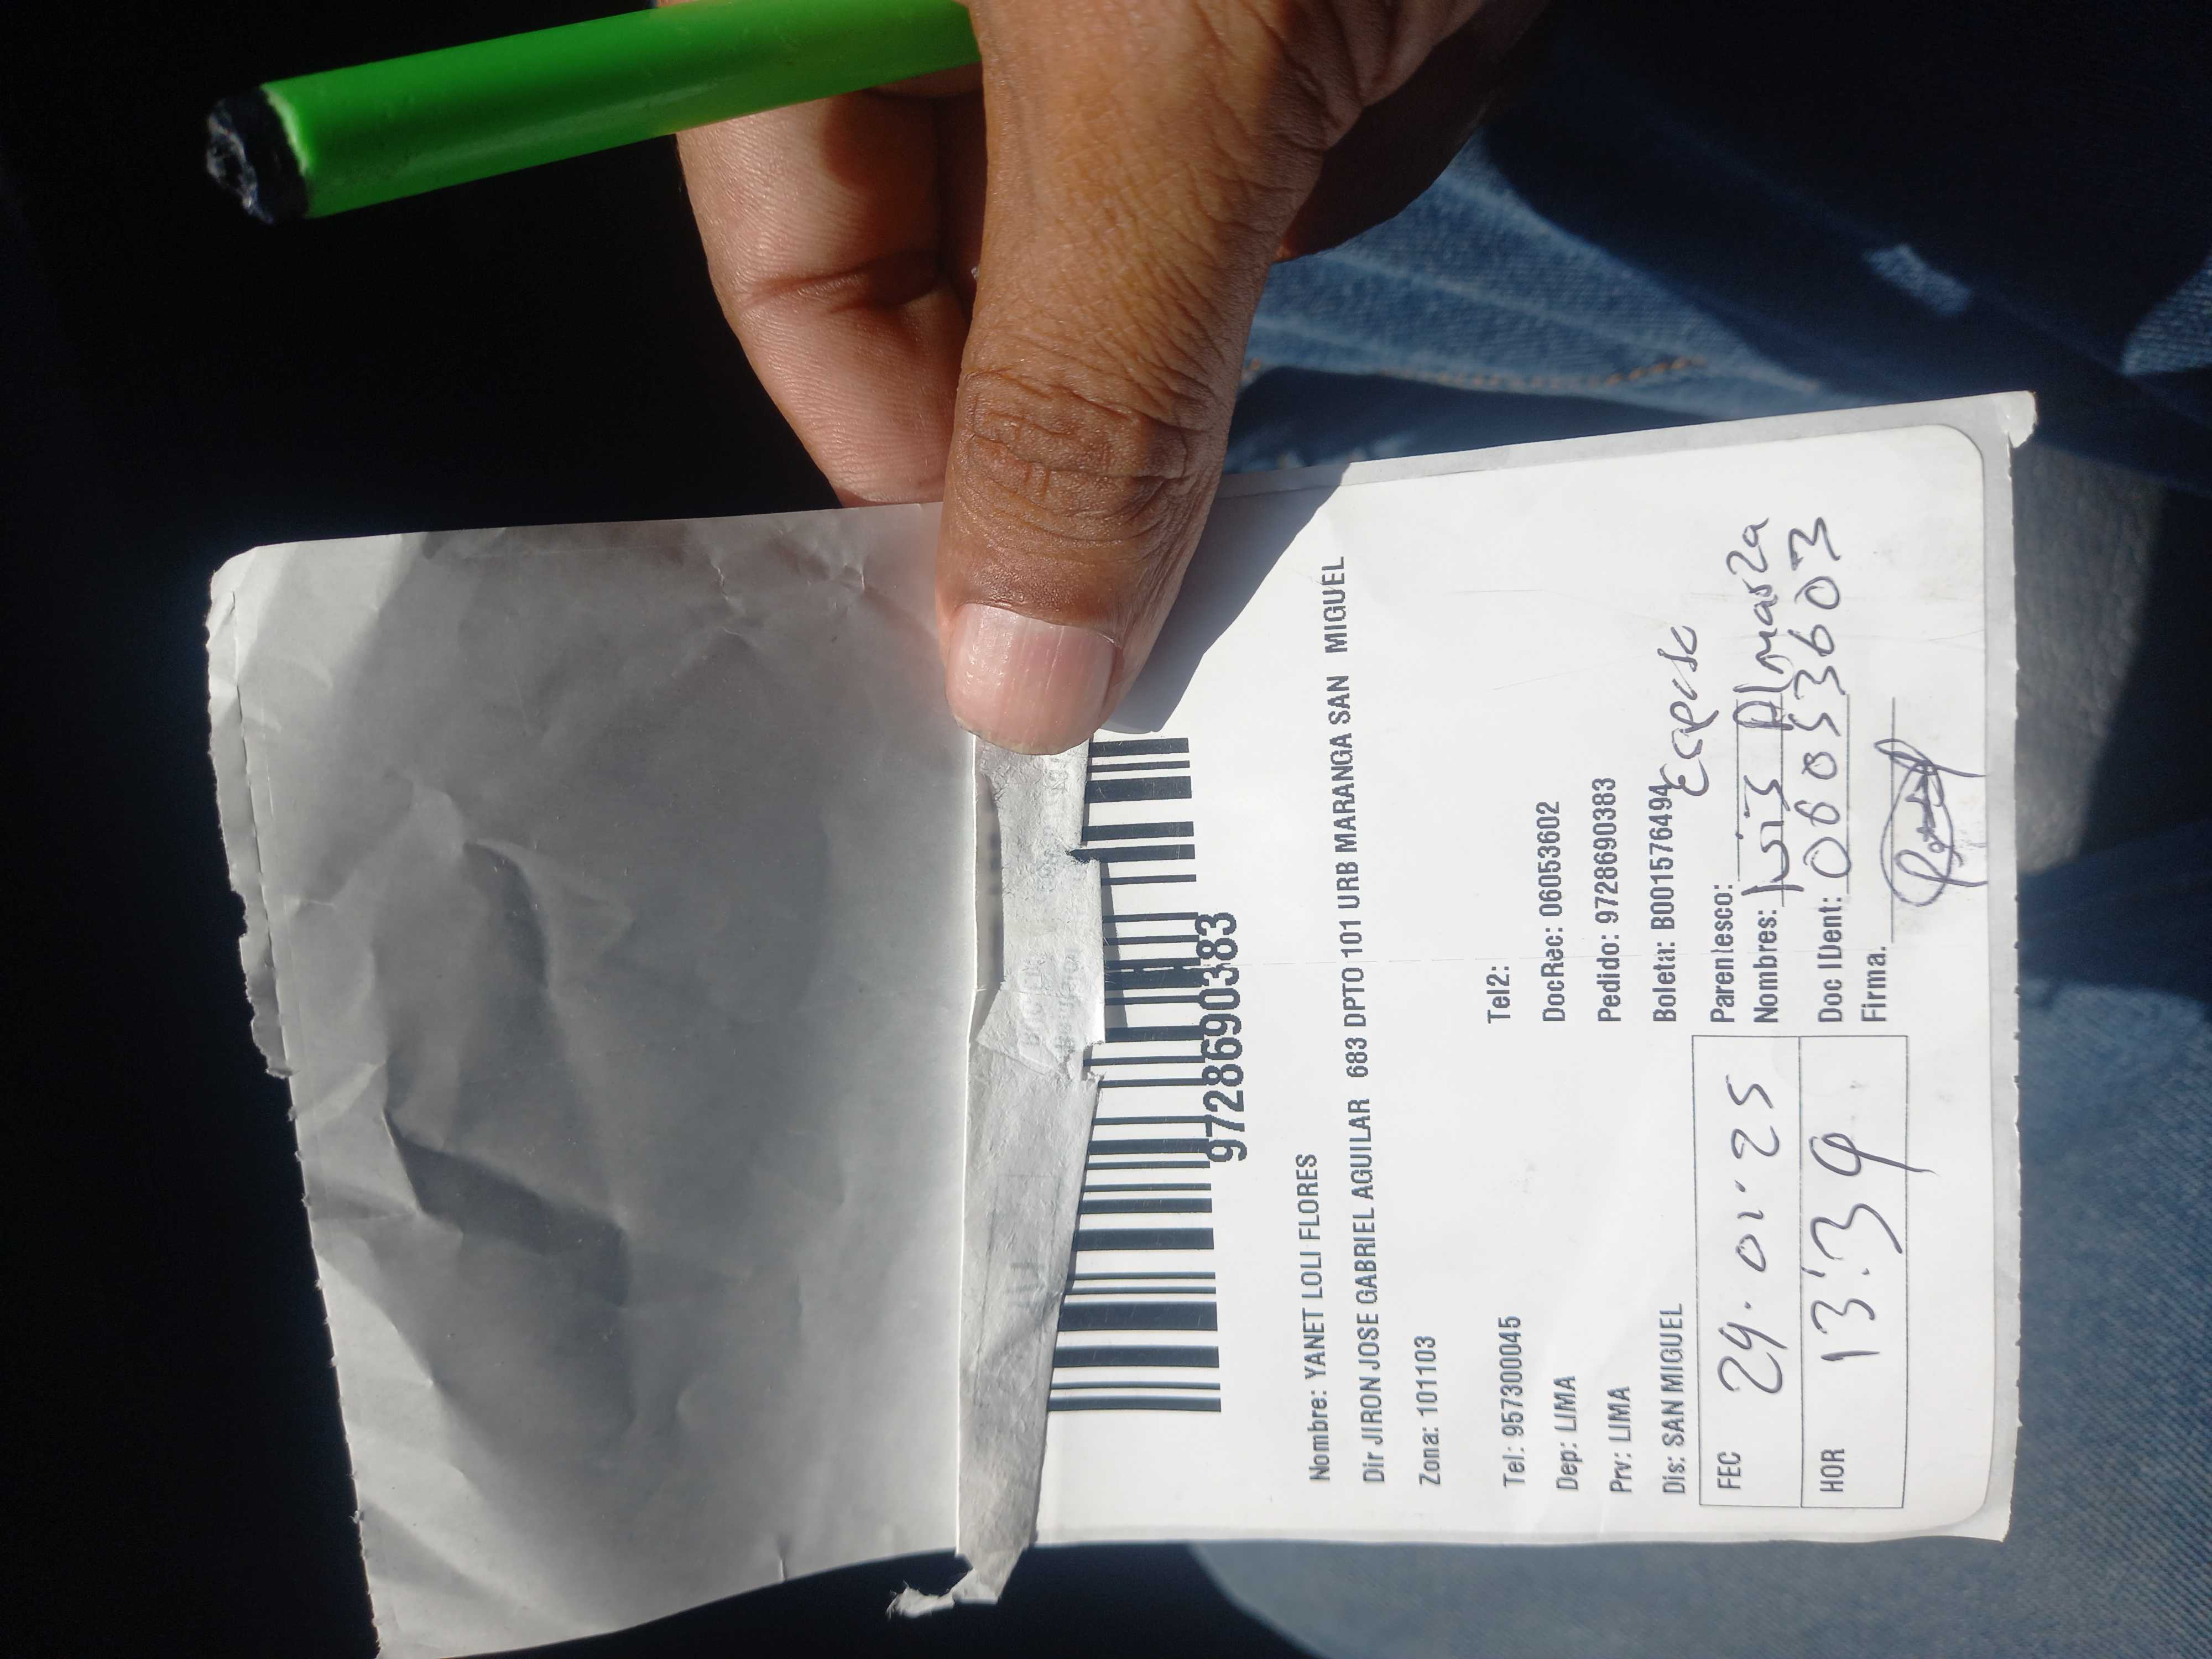 9728690383
Nombre: YANET LOLI FLORES
Dir JIRON JOSE GABRIEL AGUILAR 683 DPTO 101 URB MARANGA SAN MIGUEL
Zona: 101103
Tel: 957300045 Tel2:
Dep: LIMA DocRec: 06053602
Prv: LIMA Pedido: 9728690383
Dis: SAN MIGUEL Boleta: B001576494
FEC 29.01.25 Parentesco:
Nombres: Luis Almarza
HOR 13:39 Doc IDent: 06053603
Firma.